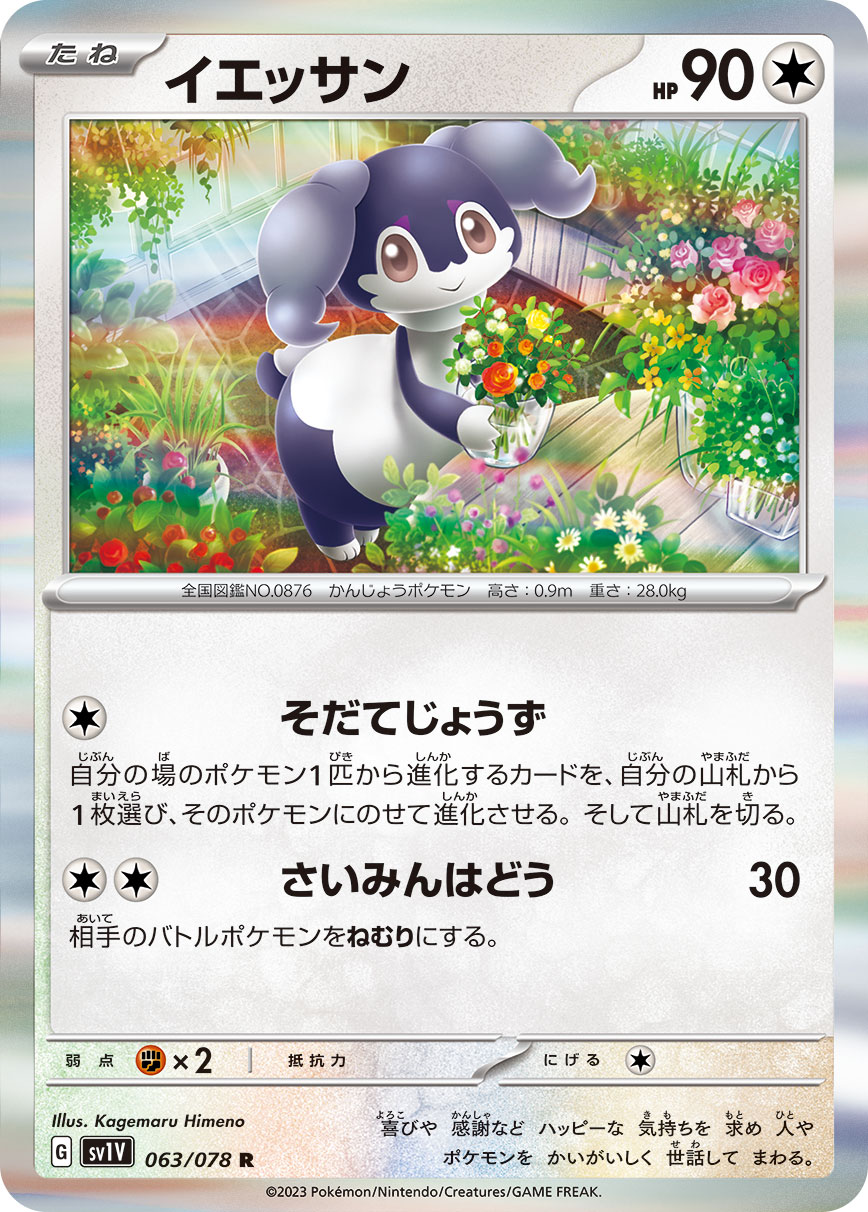 たね
イエッサン
HP 90
全国図鑑NO.0876 かんじょうポケモン 高さ：0.9m 重さ：28.0kg
そだてじょうず
自分の場のポケモン1匹から進化するカードを、自分の山札から
1枚選び、そのポケモンにのせて進化させる。そして山札を切る。
さいみんはどう 30
相手のバトルポケモンをねむりにする。
弱点 ×2 抵抗力 にげる
Illus. Kagemaru Himeno
G sv1V 063/078 R
喜びや 感謝など ハッピーな 気持ちを 求め 人や
ポケモンを かいがいしく 世話して まわる。
©2023 Pokémon/Nintendo/Creatures/GAME FREAK.